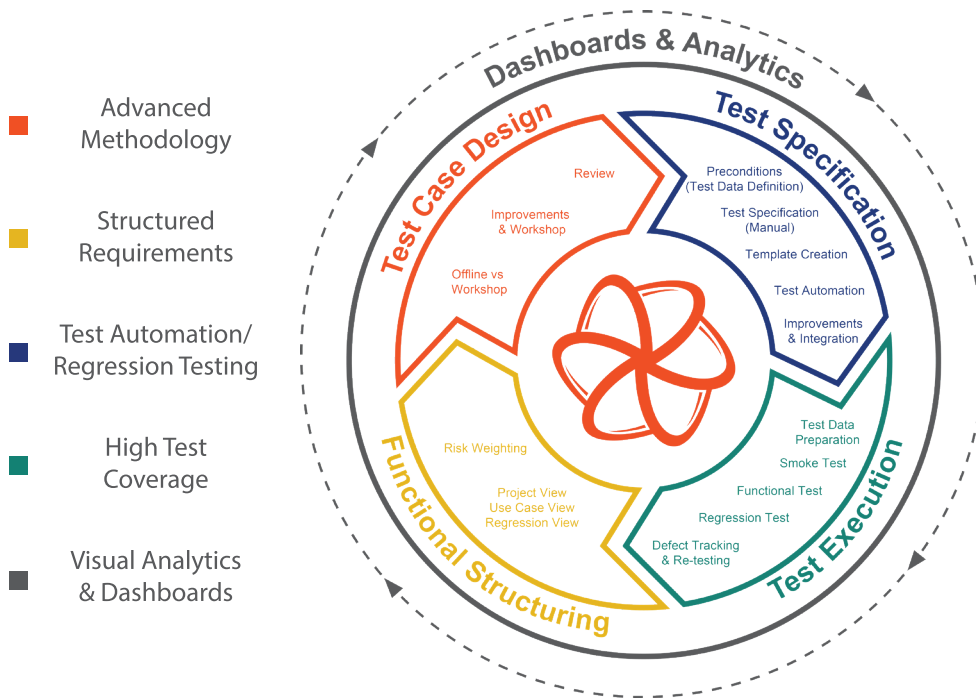 Advanced
Methodology
Structured
Requirements
Test Automation/
Regression Testing
High Test
Coverage
Visual Analytics
& Dashboards
Dashboards & Analytics
Test Case Design
Review
Improvements
& Workshop
Offline vs
Workshop
Test Specification
Preconditions
(Test Data Definition)
Test Specification
(Manual)
Template Creation
Test Automation
Improvements
& Integration
Test Execution
Test Data
Preparation
Smoke Test
Functional Test
Regression Test
Defect Tracking
& Re-testing
Functional Structuring
Risk Weighting
Project View
Use Case View
Regression View